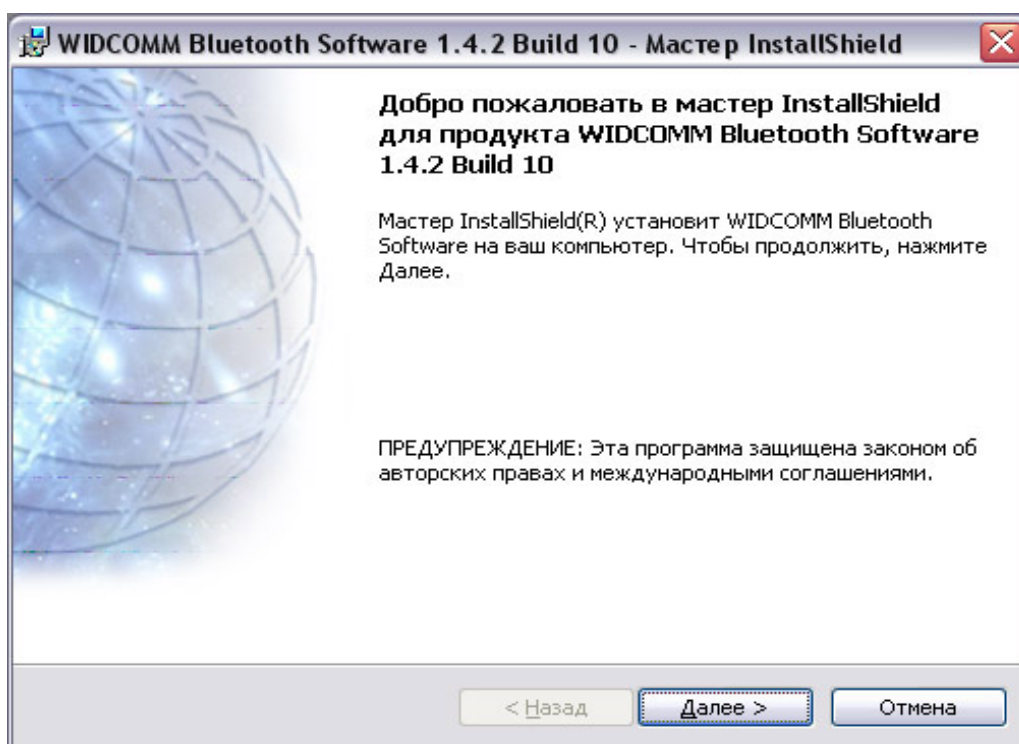 WIDCOMM Bluetooth Software 1.4.2 Build 10 - Мастер InstallShield
Добро пожаловать в мастер InstallShield
для продукта WIDCOMM Bluetooth Software
1.4.2 Build 10
Мастер InstallShield(R) установит WIDCOMM Bluetooth
Software на ваш компьютер. Чтобы продолжить, нажмите
Далее.
ПРЕДУПРЕЖДЕНИЕ: Эта программа защищена законом об
авторских правах и международными соглашениями.
< Назад Далее > Отмена